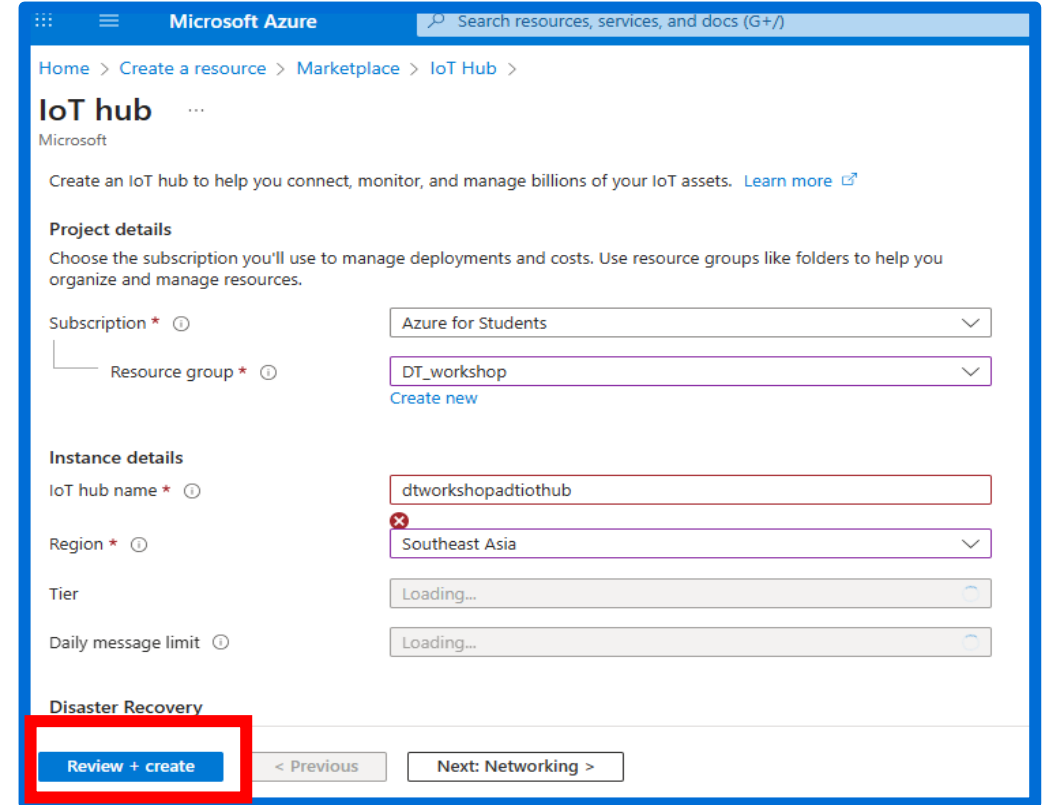 Microsoft Azure
Search resources, services, and docs (G+/)
Home > Create a resource > Marketplace > IoT Hub >
IoT hub ...
Microsoft
Create an IoT hub to help you connect, monitor, and manage billions of your IoT assets. Learn more
Project details
Choose the subscription you'll use to manage deployments and costs. Use resource groups like folders to help you
organize and manage resources.
Subscription * Azure for Students
Resource group * DT_workshop
Create new
Instance details
IoT hub name * dtworkshopadtiothub
Region * Southeast Asia
Tier Loading...
Daily message limit Loading...
Disaster Recovery
Review + create < Previous Next: Networking >